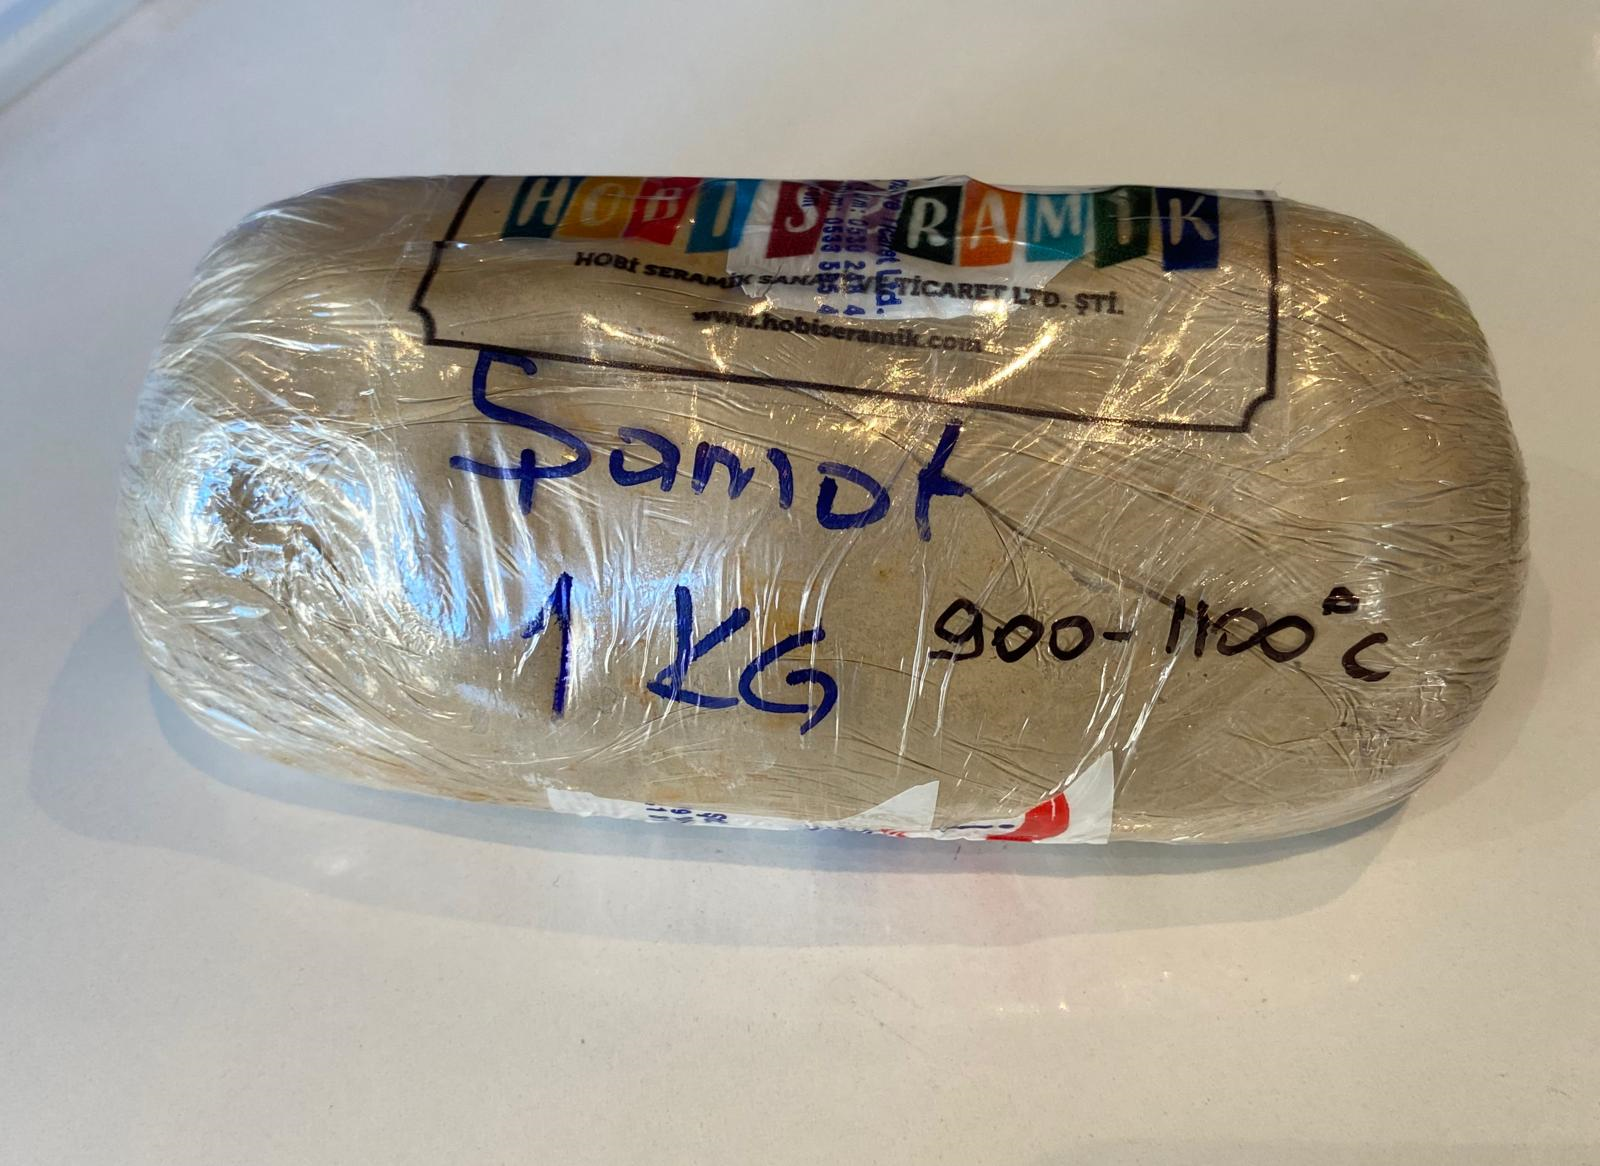 HOBİ SERAMİK
HOBİ SERAMİK SANAYİ VE TİCARET LTD. ŞTİ.
www.hobiseramik.com
Şamot
1 KG
900-1100°C